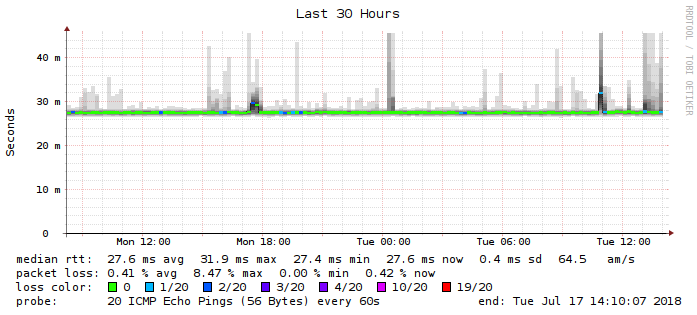 Last 30 Hours
RRDTOOL / TOBI OETIKER
Seconds
40 m
30 m
20 m
10 m
0
Mon 12:00 Mon 18:00 Tue 00:00 Tue 06:00 Tue 12:00
median rtt: 27.6 ms avg 31.9 ms max 27.4 ms min 27.6 ms now 0.4 ms sd 64.5 am/s
packet loss: 0.41 % avg 8.47 % max 0.00 % min 0.42 % now
loss color: 0 1/20 2/20 3/20 4/20 10/20 19/20
probe: 20 ICMP Echo Pings (56 Bytes) every 60s end: Tue Jul 17 14:10:07 2018